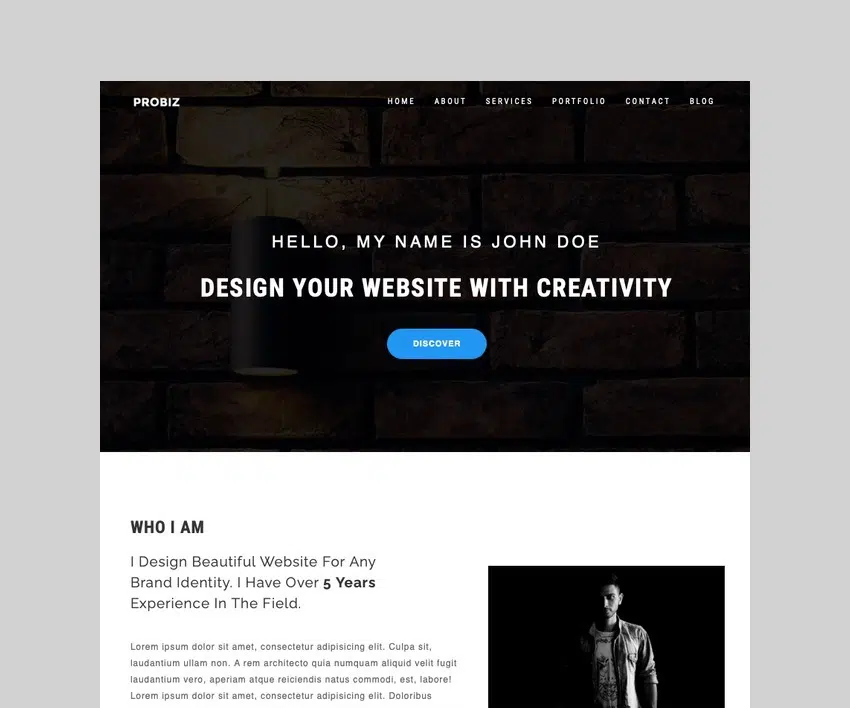 PROBIZ
HOME ABOUT SERVICES PORTFOLIO CONTACT BLOG
HELLO, MY NAME IS JOHN DOE
DESIGN YOUR WEBSITE WITH CREATIVITY
DISCOVER
WHO I AM
I Design Beautiful Website For Any
Brand Identity. I Have Over 5 Years
Experience In The Field.
Lorem ipsum dolor sit amet, consectetur adipisicing elit. Culpa sit,
laudantium ullam non. A rem architecto quia numquam aliquid velit fugit
laudantium vero, aperiam atque reiciendis natus commodi, est, labore!
Lorem ipsum dolor sit amet, consectetur adipisicing elit. Doloribus